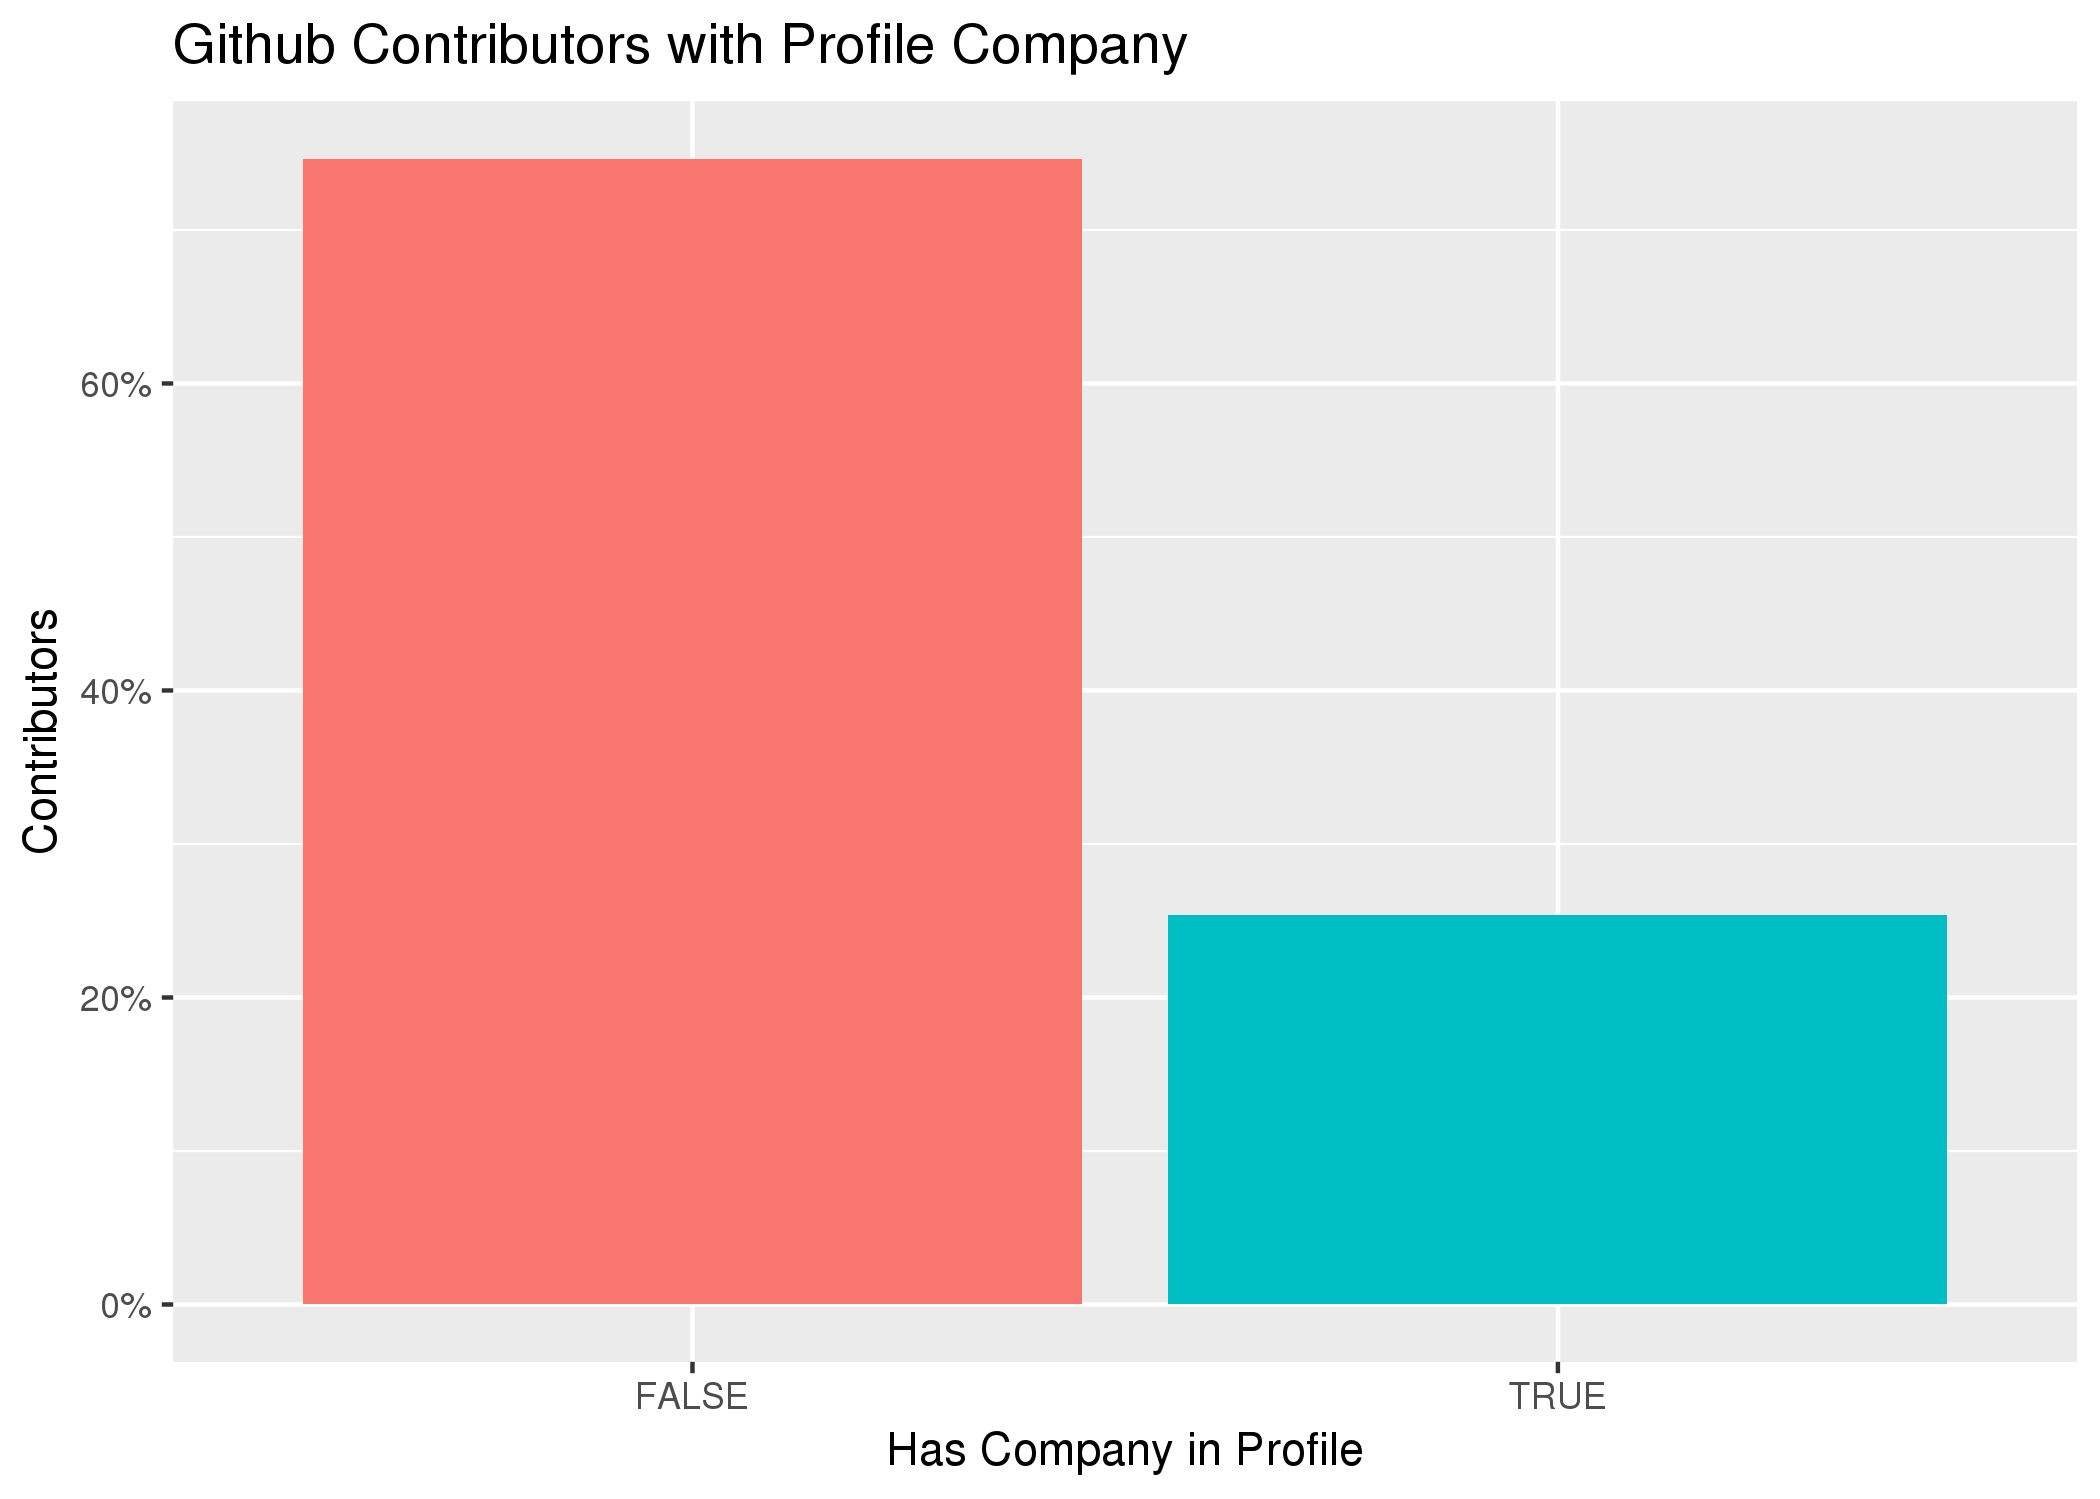 Github Contributors with Profile Company
Contributors
60%
40%
20%
0%
FALSE
TRUE
Has Company in Profile